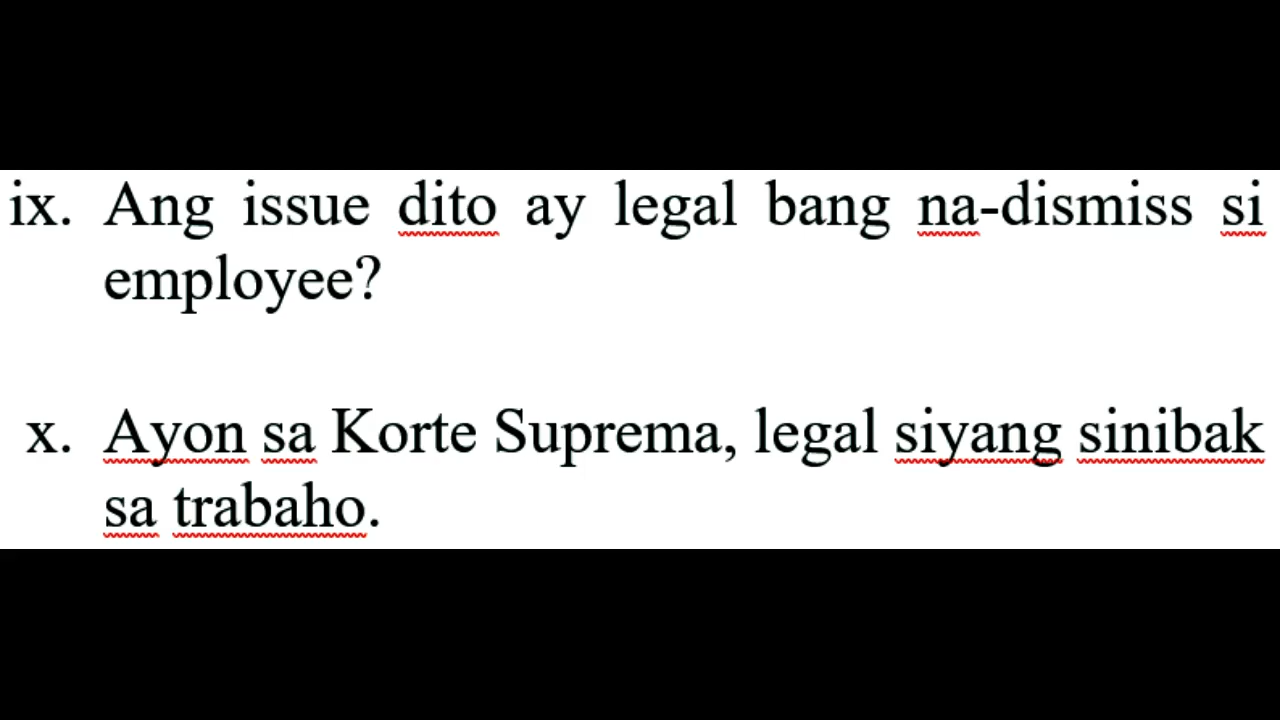 ix. Ang issue dito ay legal bang na-dismiss si
employee?
x. Ayon sa Korte Suprema, legal siyang sinibak
sa trabaho.